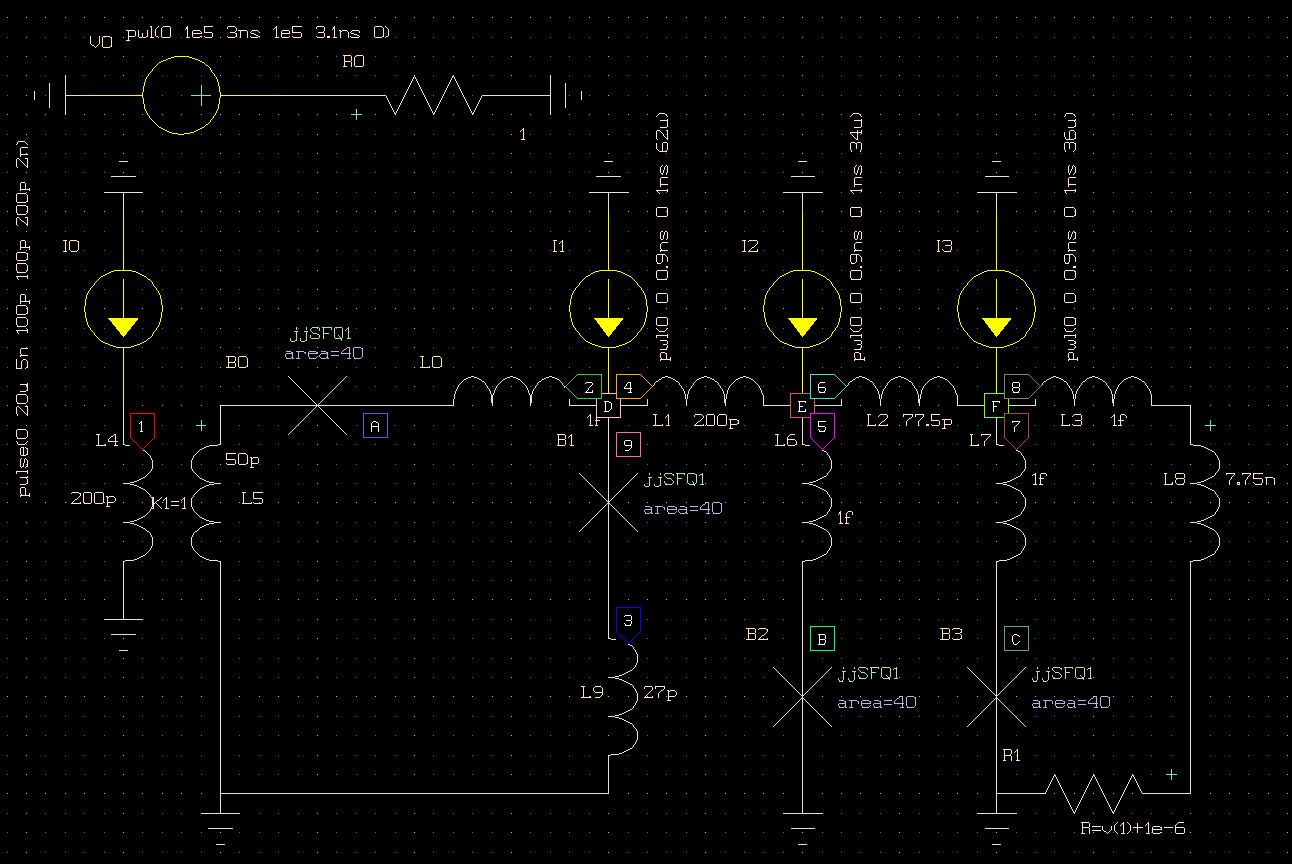 V0 pwl(0 1e5 3ns 1e5 3.1ns 0)
R0
1
pulse(0 20u 5n 100p 100p 200p 2n)
I0
I1
pwl(0 0 0.9ns 0 1ns 62u)
I2
pwl(0 0 0.9ns 0 1ns 34u)
I3
pwl(0 0 0.9ns 0 1ns 36u)
jjSFQ1
area=40
B0
L0
A
2
4
D
1f
L1
200p
6
E
L2
77.5p
8
F
L3
1f
1
L4
200p
K1=1
50p
L5
B1
9
jjSFQ1
area=40
L6
5
1f
L7
7
1f
L8
7.75n
3
L9
27p
B2
B
jjSFQ1
area=40
B3
C
jjSFQ1
area=40
R1
R=v(1)+1e-6